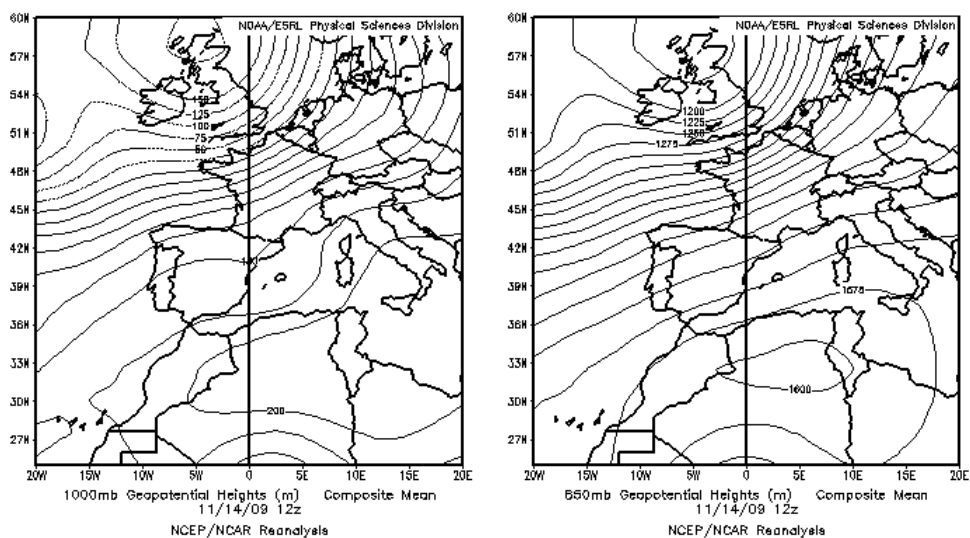 NOAA/ESRL Physical Sciences Division
60N
57N
54N
51N
48N
45N
42N
39N
36N
33N
30N
27N
150
125
100
75
50
200
20W 15W 10W 5W 0 5E 10E 15E 20E
1000mb Geopotential Heights (m) Composite Mean
11/14/09 12z
NCEP/NCAR Reanalysis
NOAA/ESRL Physical Sciences Division
60N
57N
54N
51N
48N
45N
42N
39N
36N
33N
30N
27N
1200
1225
1250
1275
1575
1600
20W 15W 10W 5W 0 5E 10E 15E 20E
850mb Geopotential Heights (m) Composite Mean
11/14/09 12z
NCEP/NCAR Reanalysis